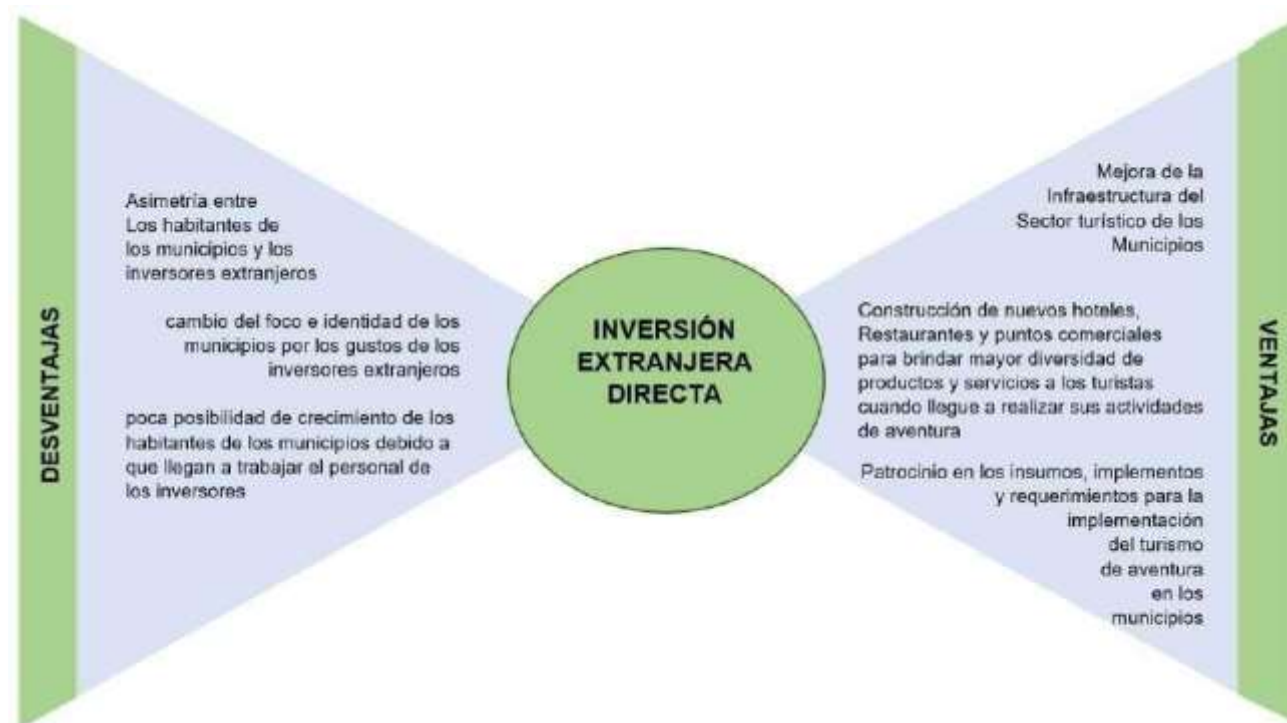 DESVENTAJAS
Asimetría entre
Los habitantes de
los municipios y los
inversores extranjeros
cambio del foco e identidad de los
municipios por los gustos de los
inversores extranjeros
poca posibilidad de crecimiento de los
habitantes de los municipios debido a
que llegan a trabajar el personal de
los inversores
INVERSIÓN
EXTRANJERA
DIRECTA
Mejora de la
Infraestructura del
Sector turístico de los
Municipios
Construcción de nuevos hoteles,
Restaurantes y puntos comerciales
para brindar mayor diversidad de
productos y servicios a los turistas
cuando llegue a realizar sus actividades
de aventura
Patrocinio en los insumos, implementos
y requerimientos para la
implementación
del turismo
de aventura
en los
municipios
VENTAJAS